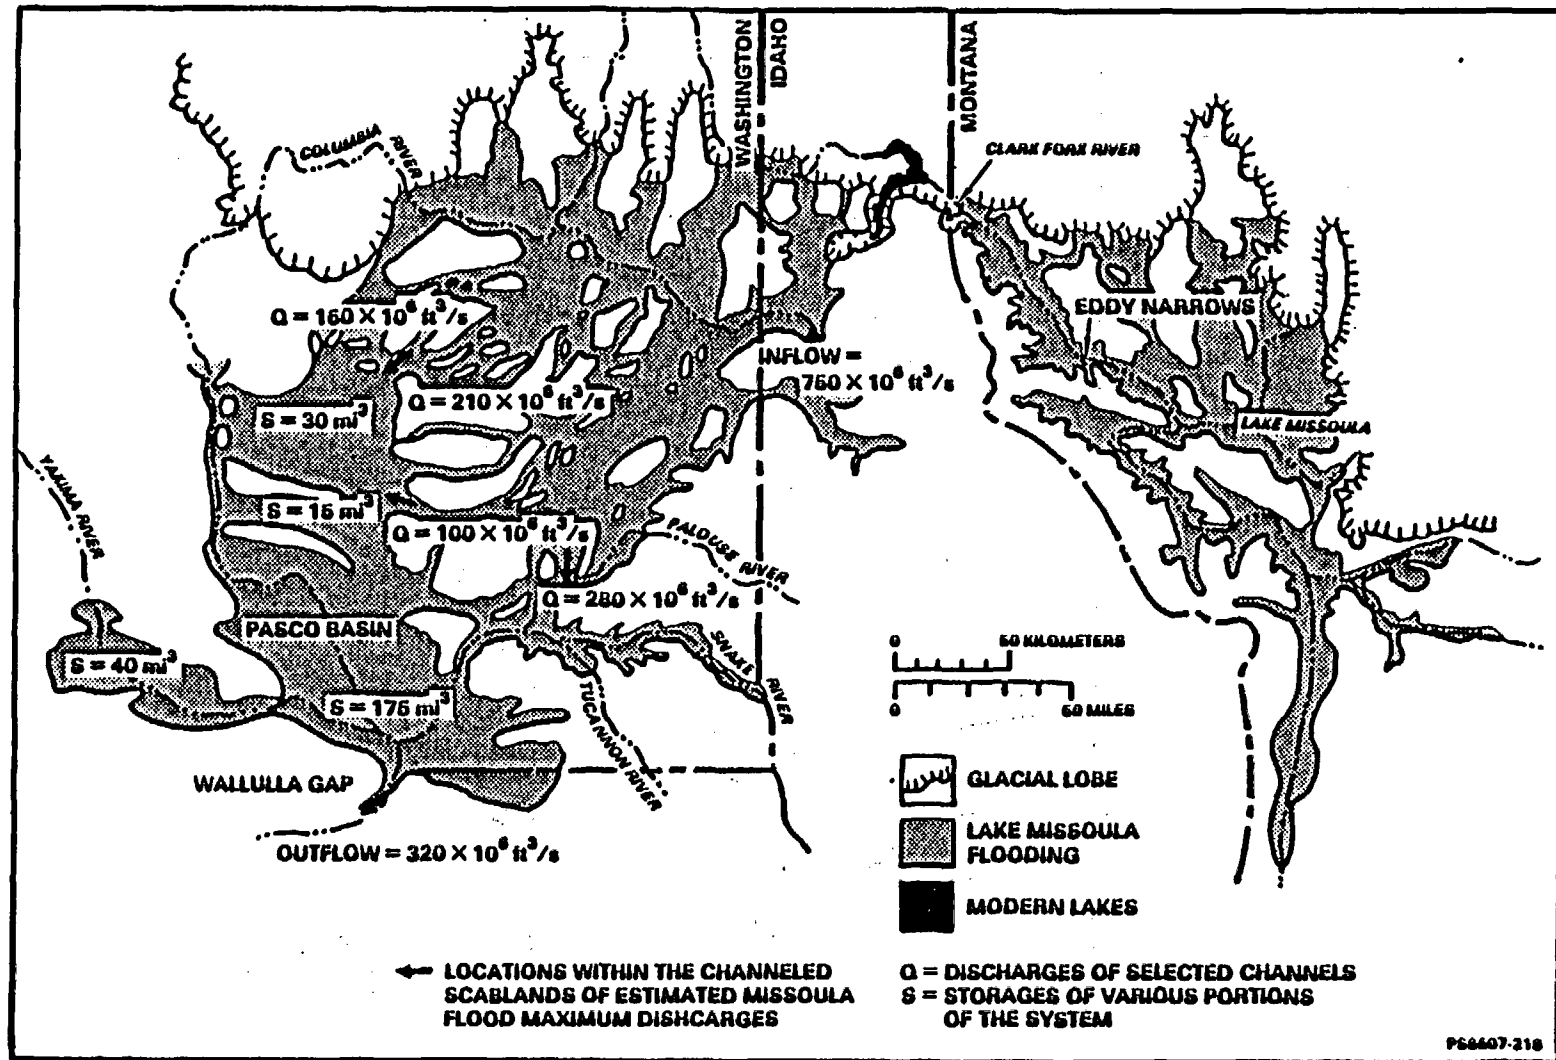 WASHINGTON
IDAHO
MONTANA
COLUMBIA
RIVER
CLARK FORK RIVER
EDDY NARROWS
Q = 160 × 10⁶ ft³/s
INFLOW =
750 × 10⁶ ft³/s
Q = 210 × 10⁶ ft³/s
S = 30 mi³
LAKE MISSOULA
YAKIMA RIVER
S = 15 mi³
Q = 100 × 10⁶ ft³/s
PALOUSE RIVER
Q = 280 × 10⁶ ft³/s
PASCO BASIN
SNAKE
RIVER
S = 40 mi³
S = 175 mi³
TUCANNON RIVER
0 50 KILOMETERS
0 50 MILES
WALLULLA GAP
OUTFLOW = 320 × 10⁶ ft³/s
GLACIAL LOBE
LAKE MISSOULA
FLOODING
MODERN LAKES
LOCATIONS WITHIN THE CHANNELED
SCABLANDS OF ESTIMATED MISSOULA
FLOOD MAXIMUM DISHCARGES
Q = DISCHARGES OF SELECTED CHANNELS
S = STORAGES OF VARIOUS PORTIONS
OF THE SYSTEM
PS8607-218